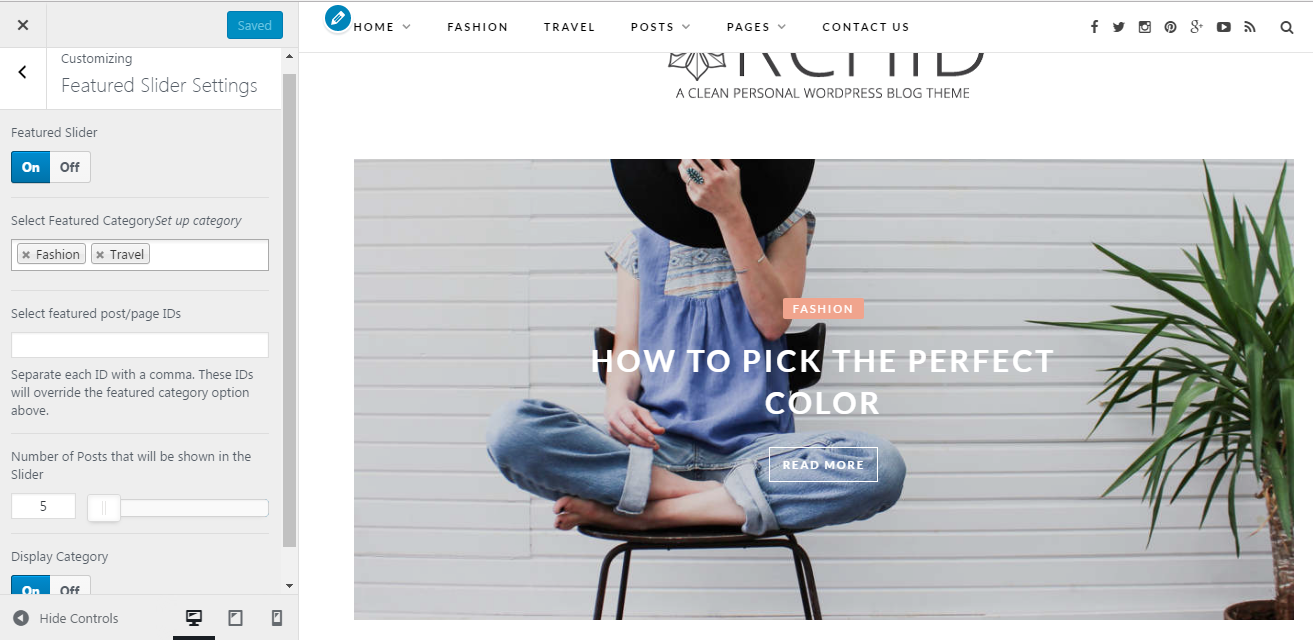 Saved
Customizing
Featured Slider Settings
Featured Slider
On Off
Select Featured CategorySet up category
× Fashion × Travel
Select featured post/page IDs
Separate each ID with a comma. These IDs
will override the featured category option
above.
Number of Posts that will be shown in the
Slider
5
Display Category
On Off
Hide Controls
HOME FASHION TRAVEL POSTS PAGES CONTACT US
ORCHID
A CLEAN PERSONAL WORDPRESS BLOG THEME
FASHION
HOW TO PICK THE PERFECT
COLOR
READ MORE